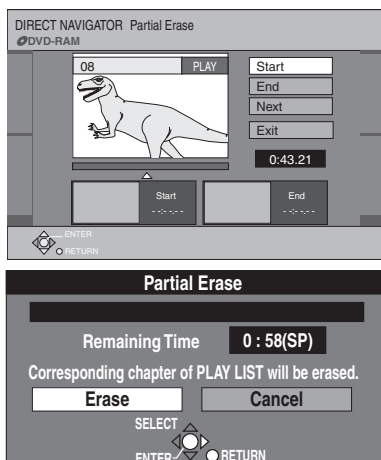 DIRECT NAVIGATOR Partial Erase
DVD-RAM
08 PLAY
Start
End
Next
Exit
0:43.21
Start
--:--.--
End
--:--.--
ENTER
RETURN
Partial Erase
Remaining Time 0 : 58(SP)
Corresponding chapter of PLAY LIST will be erased.
Erase Cancel
SELECT
ENTER RETURN